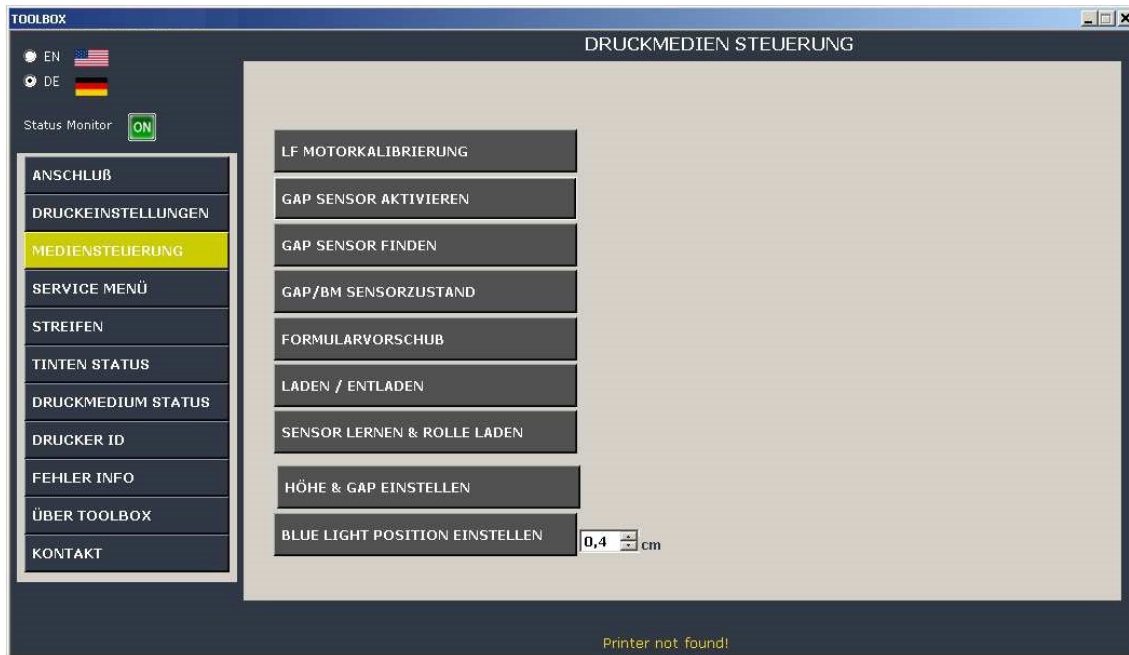 TOOLBOX
DRUCKMEDIEN STEUERUNG
EN
DE
Status Monitor ON
ANSCHLUß
DRUCKEINSTELLUNGEN
MEDIENSTEUERUNG
SERVICE MENÜ
STREIFEN
TINTEN STATUS
DRUCKMEDIUM STATUS
DRUCKER ID
FEHLER INFO
ÜBER TOOLBOX
KONTAKT
LF MOTORKALIBRIERUNG
GAP SENSOR AKTIVIEREN
GAP SENSOR FINDEN
GAP/BM SENSORZUSTAND
FORMULARVORSCHUB
LADEN / ENTLADEN
SENSOR LERNEN & ROLLE LADEN
HÖHE & GAP EINSTELLEN
BLUE LIGHT POSITION EINSTELLEN 0,4 cm
Printer not found!